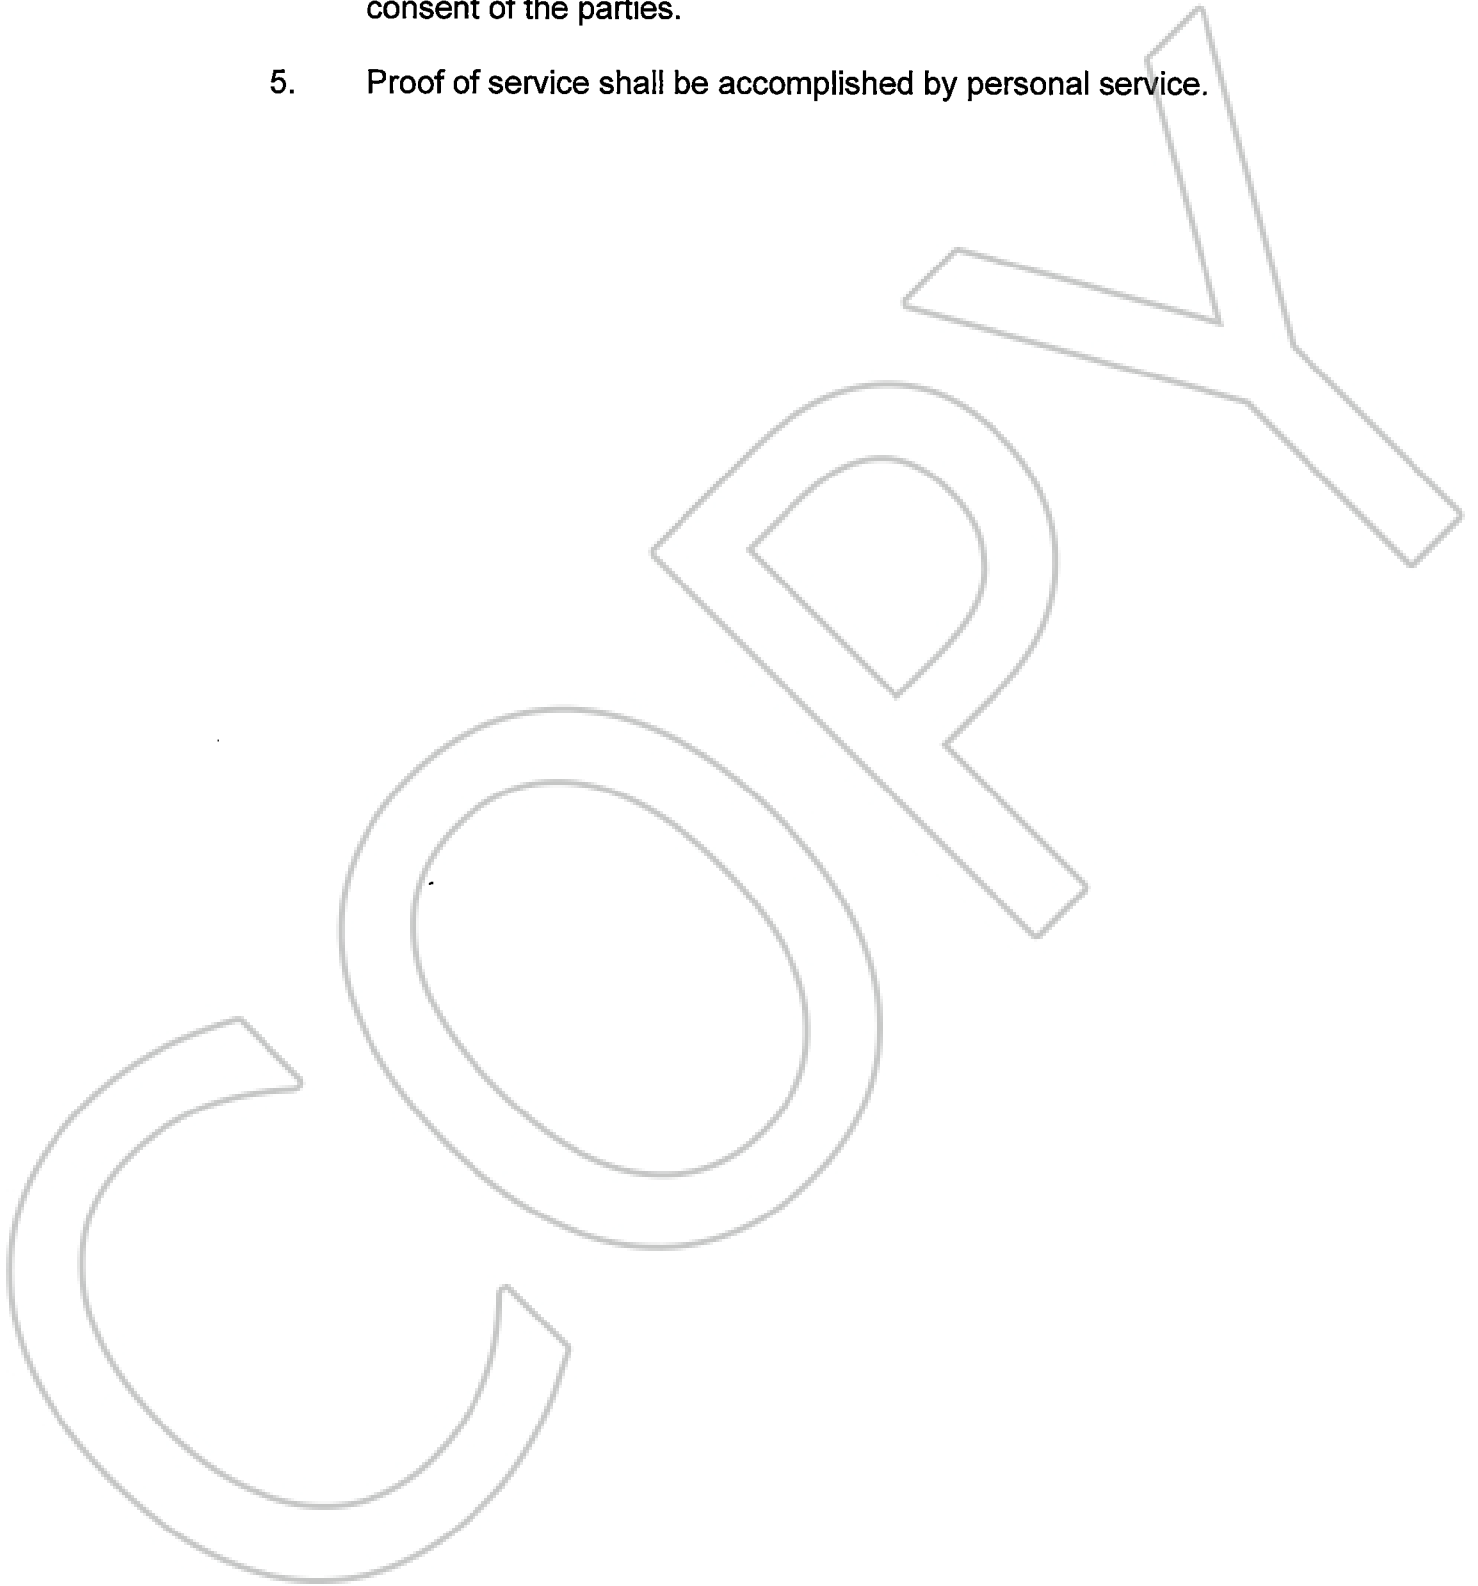 consent of the parties.
5. Proof of service shall be accomplished by personal service.
COPY